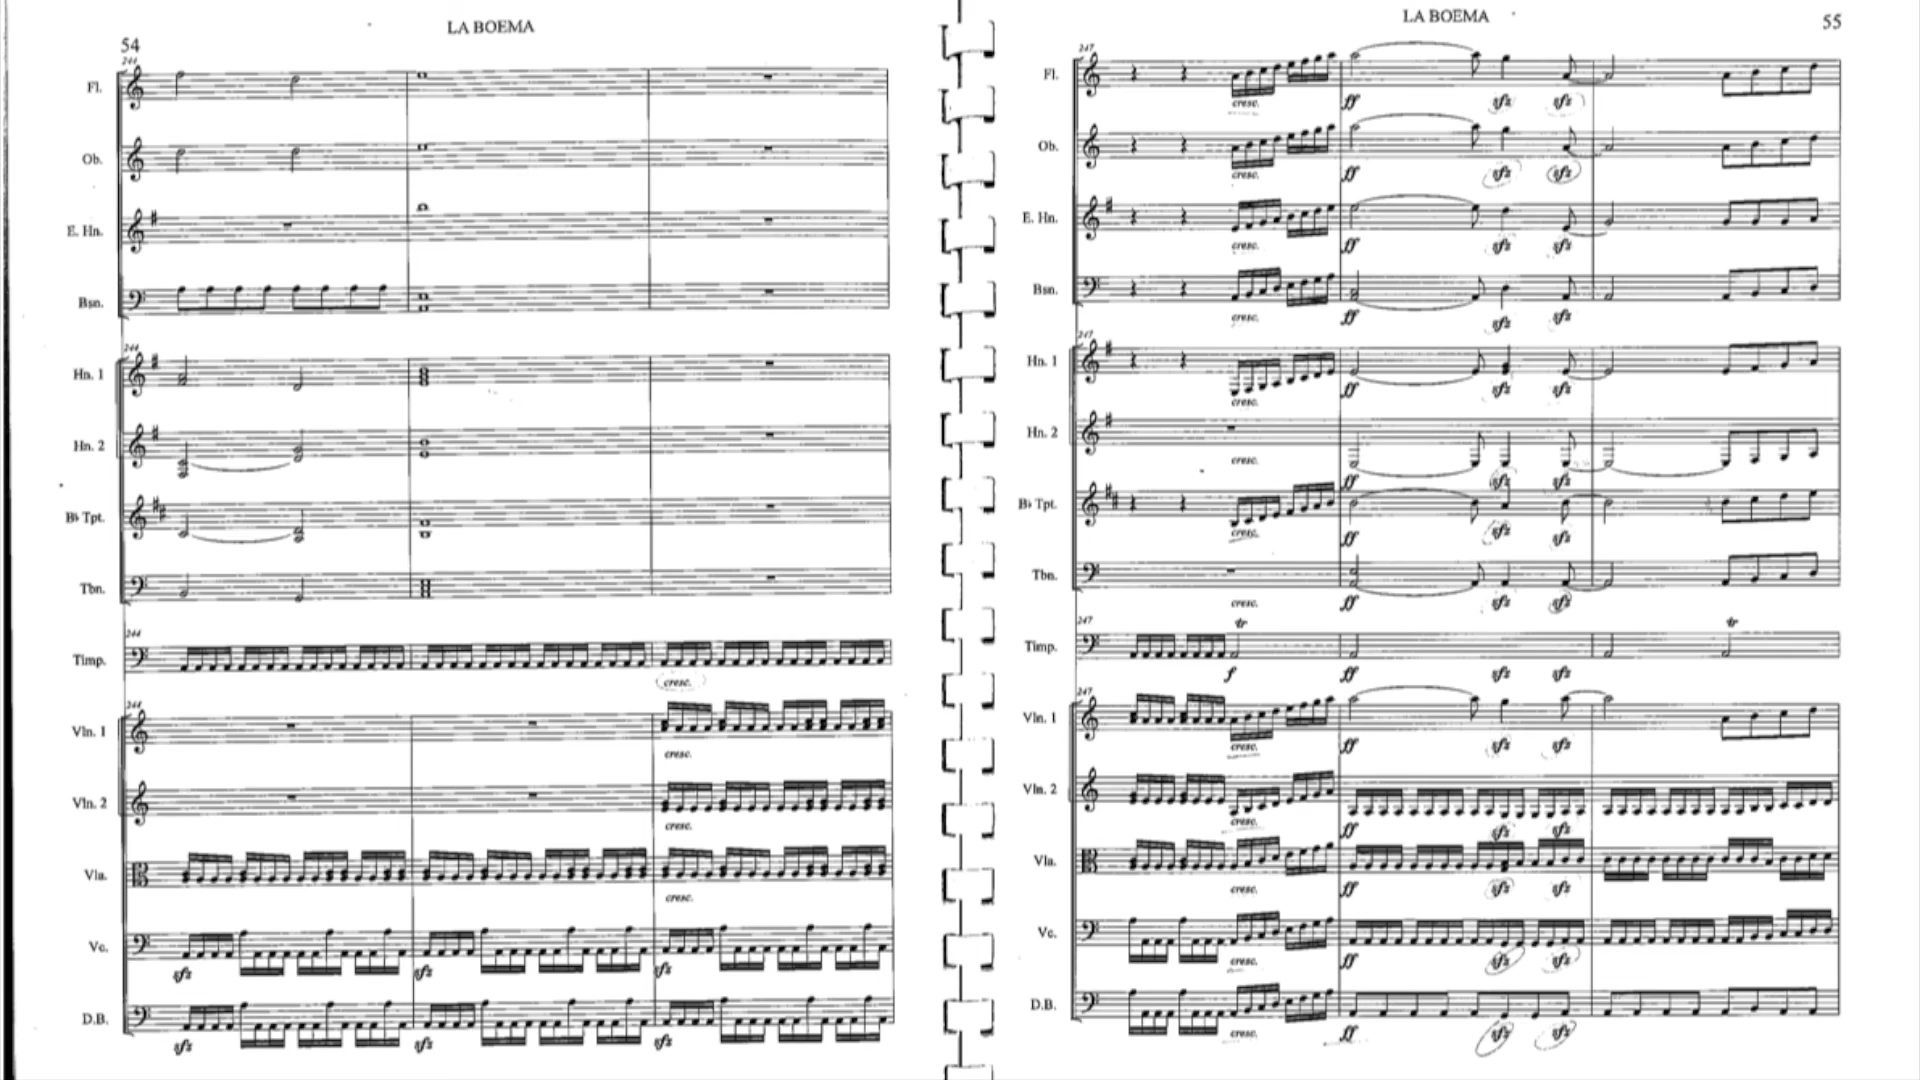 LA BOEMA
54
244
Fl.
Ob.
E. Hn.
Bsn.
244
Hn. 1
Hn. 2
B♭ Tpt.
Tbn.
244
Timp.
cresc.
244
Vln. 1
cresc.
Vln. 2
cresc.
Vla.
cresc.
Vc.
sfz sfz sfz
D.B.
sfz sfz sfz
LA BOEMA
55
247
Fl.
cresc. ff sfz sfz
Ob.
cresc. ff sfz sfz
E. Hn.
cresc. ff sfz sfz
Bsn.
cresc. ff sfz sfz
247
Hn. 1
cresc. ff sfz sfz
Hn. 2
cresc. ff sfz sfz
B♭ Tpt.
cresc. ff sfz sfz
Tbn.
cresc. ff sfz sfz
247
tr tr
Timp.
f ff sfz sfz
247
Vln. 1
cresc. ff sfz sfz
Vln. 2
cresc. ff sfz sfz
Vla.
cresc. ff sfz sfz
Vc.
cresc. ff sfz sfz
D.B.
cresc. ff sfz sfz